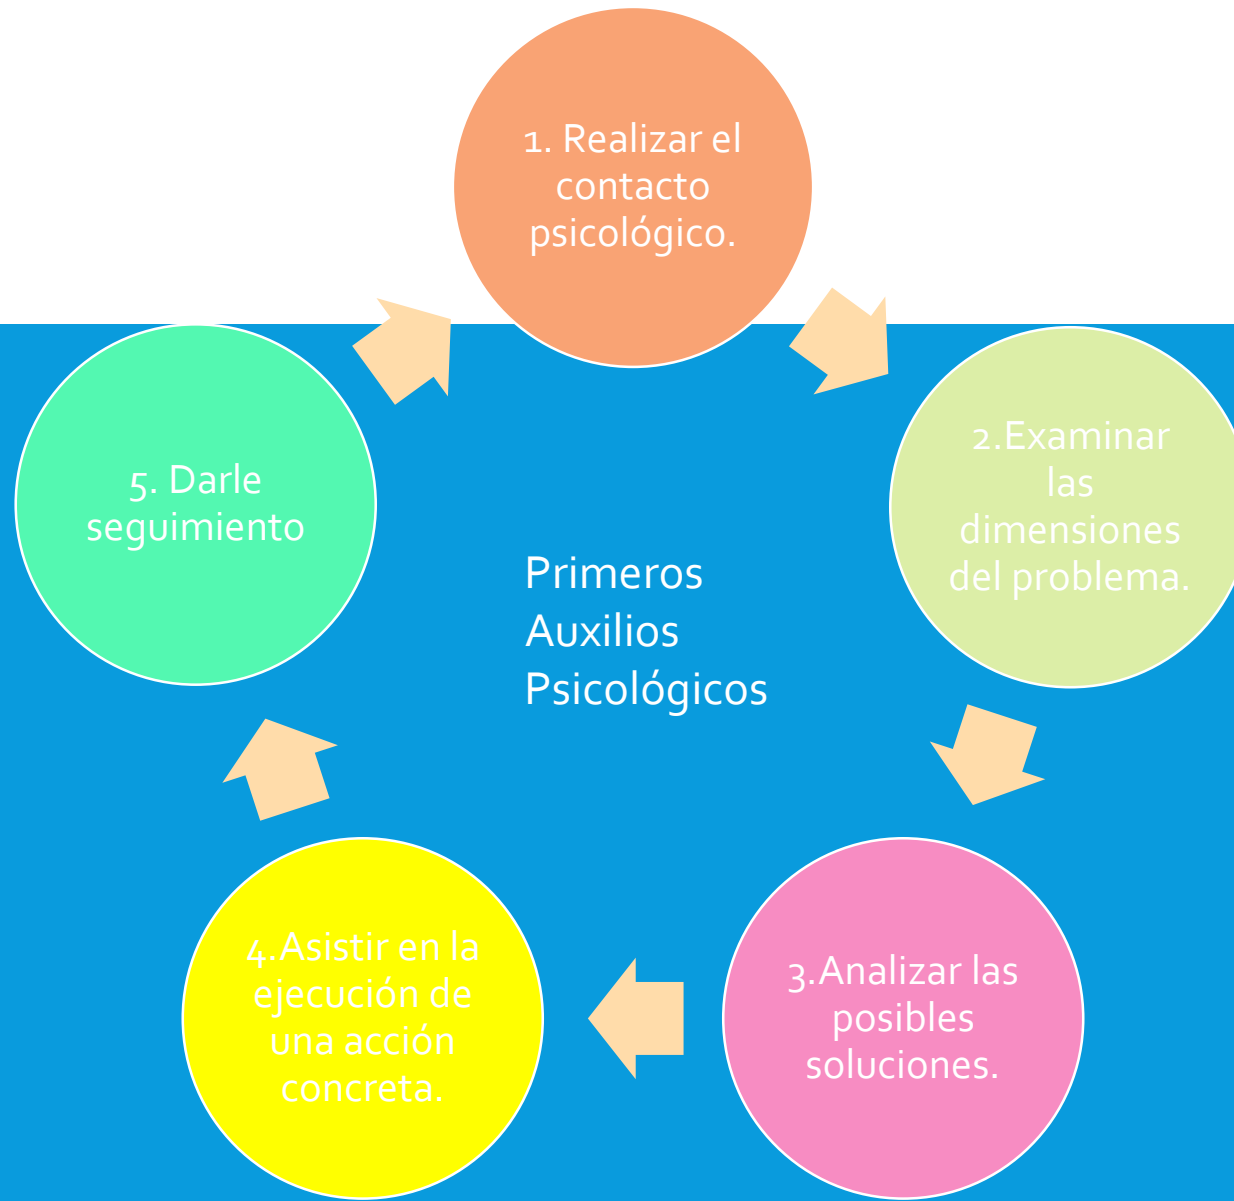 1. Realizar el
contacto
psicológico.
2.Examinar
las
dimensiones
del problema.
3.Analizar las
posibles
soluciones.
4.Asistir en la
ejecución de
una acción
concreta.
5. Darle
seguimiento
Primeros
Auxilios
Psicológicos